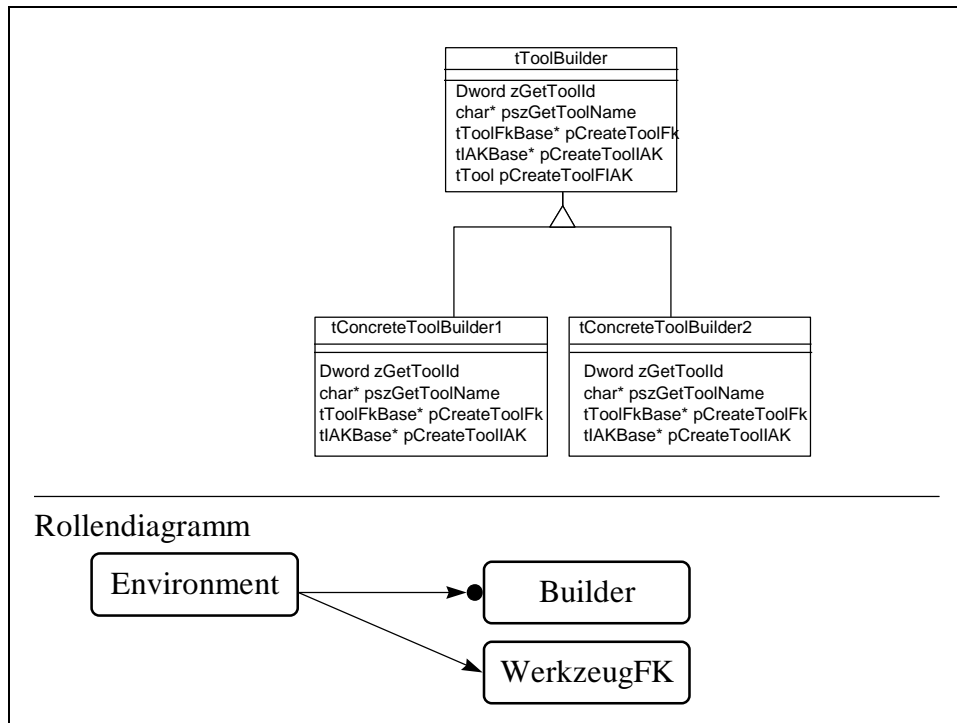 tToolBuilder
Dword zGetToolId
char* pszGetToolName
tToolFkBase* pCreateToolFk
tIAKBase* pCreateToolIAK
tTool pCreateToolFIAK
tConcreteToolBuilder1
Dword zGetToolId
char* pszGetToolName
tToolFkBase* pCreateToolFk
tIAKBase* pCreateToolIAK
tConcreteToolBuilder2
Dword zGetToolId
char* pszGetToolName
tToolFkBase* pCreateToolFk
tIAKBase* pCreateToolIAK
Rollendiagramm
Environment
Builder
WerkzeugFK